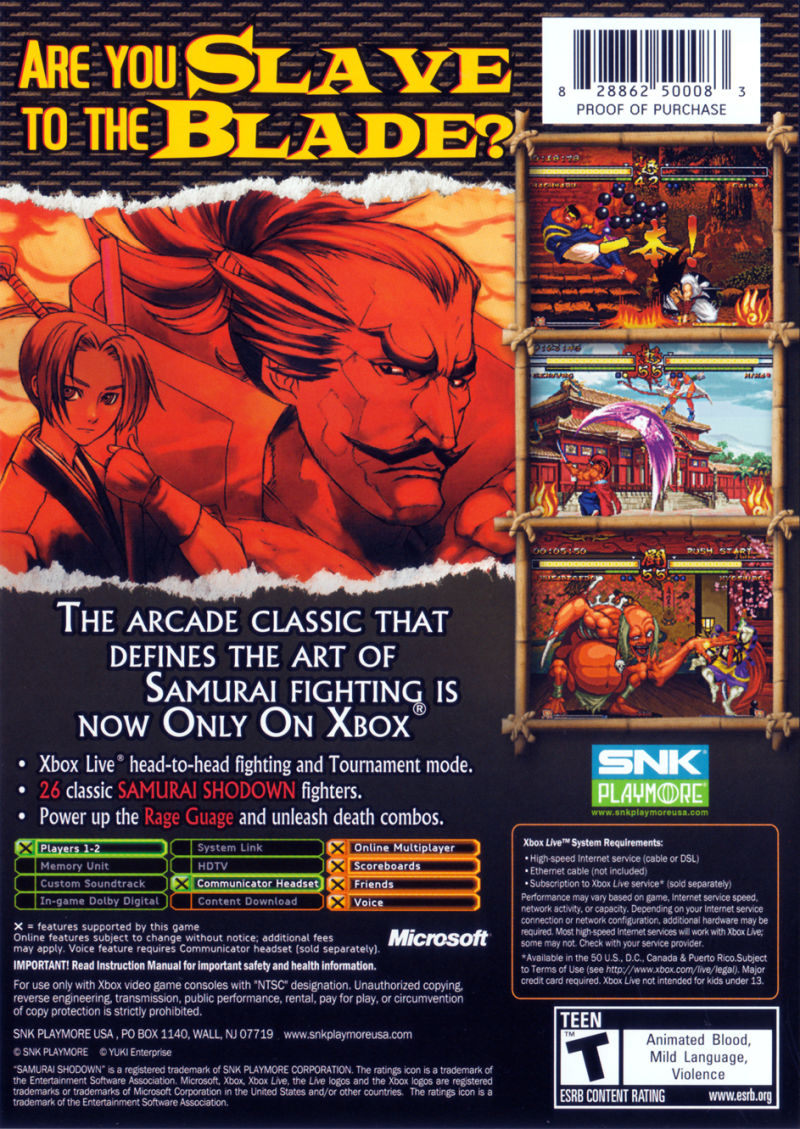 ARE YOU SLAVE
TO THE BLADE?
8 28862 50008 3
PROOF OF PURCHASE
一本!
00:05:50
PUSH START
55
THE ARCADE CLASSIC THAT
DEFINES THE ART OF
SAMURAI FIGHTING IS
NOW ONLY ON XBOX®
• Xbox Live® head-to-head fighting and Tournament mode.
• 26 classic SAMURAI SHODOWN fighters.
• Power up the Rage Guage and unleash death combos.
SNK®
PLAYMORE®
www.snkplaymoreusa.com
X Players 1-2
Memory Unit
Custom Soundtrack
In-game Dolby Digital
System Link
HDTV
X Communicator Headset
Content Download
X Online Multiplayer
X Scoreboards
X Friends
X Voice
X = features supported by this game
Online features subject to change without notice; additional fees
may apply. Voice feature requires Communicator headset (sold separately).
Microsoft®
IMPORTANT! Read Instruction Manual for important safety and health information.
For use only with Xbox video game consoles with "NTSC" designation. Unauthorized copying,
reverse engineering, transmission, public performance, rental, pay for play, or circumvention
of copy protection is strictly prohibited.
SNK PLAYMORE USA , PO BOX 1140, WALL, NJ 07719 www.snkplaymoreusa.com
© SNK PLAYMORE © YUKI Enterprise
"SAMURAI SHODOWN" is a registered trademark of SNK PLAYMORE CORPORATION. The ratings icon is a trademark of
the Entertainment Software Association. Microsoft, Xbox, Xbox Live, the Live logos and the Xbox logos are registered
trademarks or trademarks of Microsoft Corporation in the United States and/or other countries. The ratings icon is a
trademark of the Entertainment Software Association.
Xbox Live™ System Requirements:
• High-speed Internet service (cable or DSL)
• Ethernet cable (not included)
• Subscription to Xbox Live service* (sold separately)
Performance may vary based on game, Internet service speed,
network activity, or capacity. Depending on your Internet service
connection or network configuration, additional hardware may be
required. Most high-speed Internet services will work with Xbox Live;
some may not. Check with your service provider.
*Available in the 50 U.S., D.C., Canada & Puerto Rico.Subject
to Terms of Use (see http://www.xbox.com/live/legal). Major
credit card required. Xbox Live not intended for kids under 13.
TEEN
T™
Animated Blood,
Mild Language,
Violence
ESRB CONTENT RATING www.esrb.org